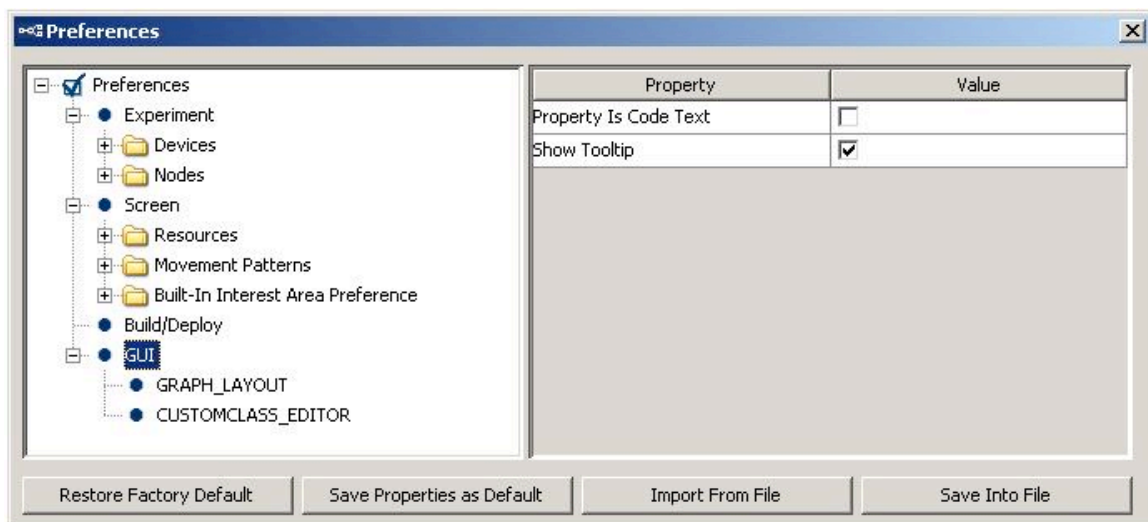 Preferences
Preferences
Experiment
Devices
Nodes
Screen
Resources
Movement Patterns
Built-In Interest Area Preference
Build/Deploy
GUI
GRAPH_LAYOUT
CUSTOMCLASS_EDITOR
Property Value
Property Is Code Text
Show Tooltip
Restore Factory Default Save Properties as Default Import From File Save Into File